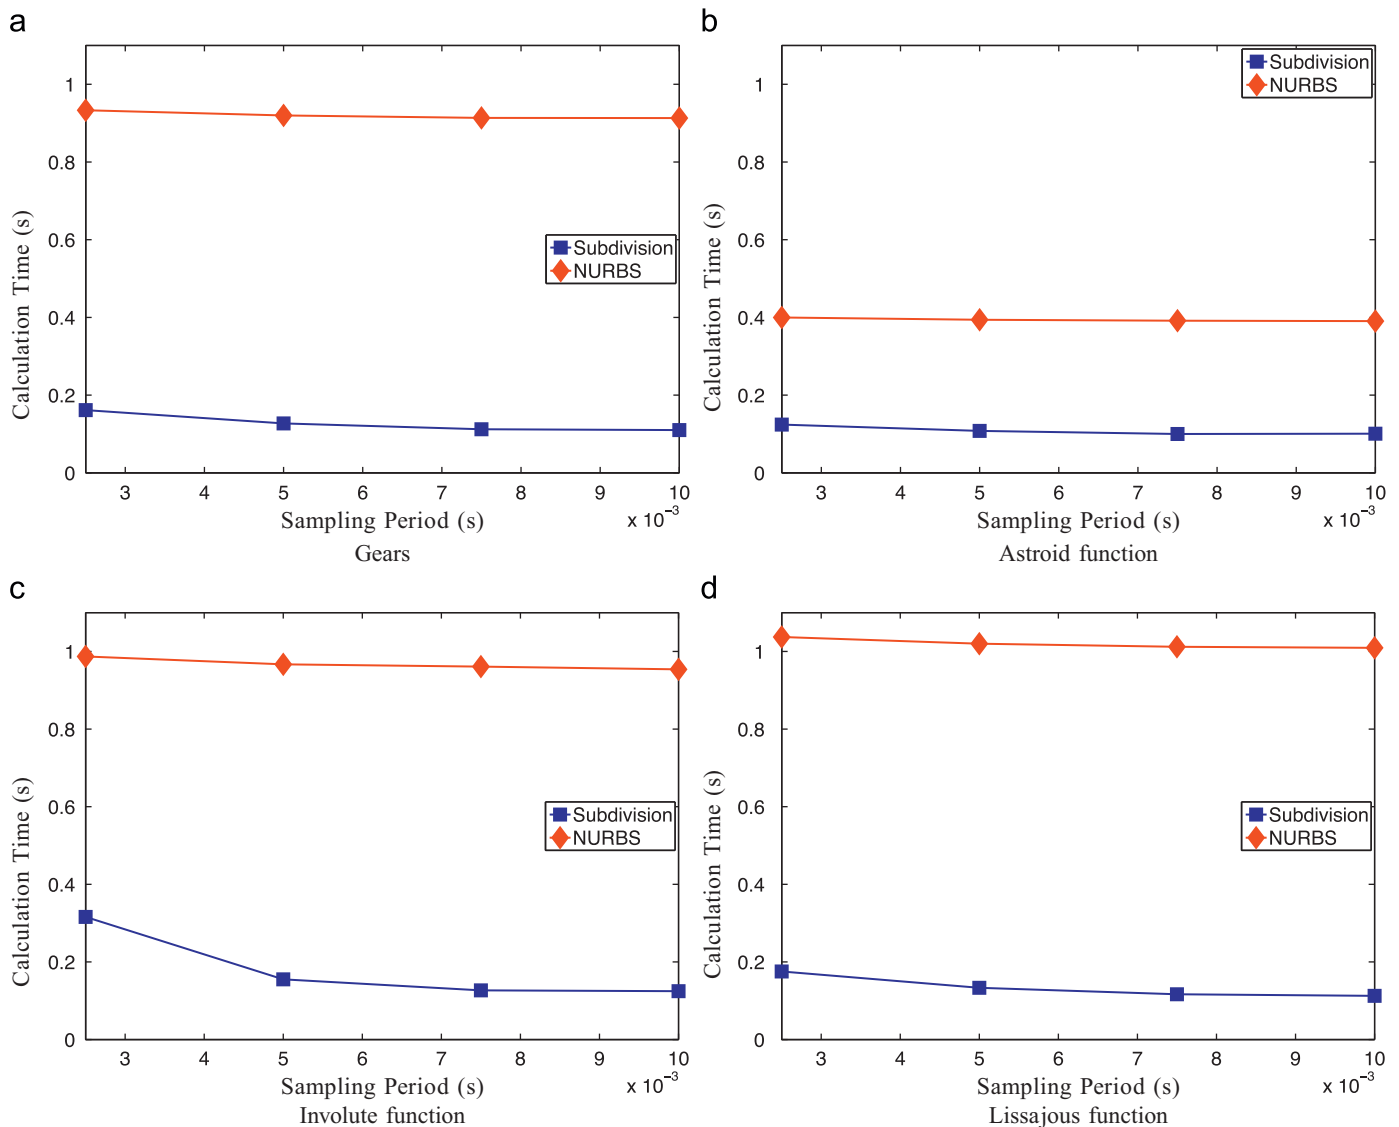 a
1
0.8
0.6
0.4
0.2
0
Calculation Time (s)
Subdivision
NURBS
3 4 5 6 7 8 9 10
Sampling Period (s)
x 10⁻³
Gears
b
1
0.8
0.6
0.4
0.2
0
Calculation Time (s)
Subdivision
NURBS
3 4 5 6 7 8 9 10
Sampling Period (s)
x 10⁻³
Astroid function
c
1
0.8
0.6
0.4
0.2
0
Calculation Time (s)
Subdivision
NURBS
3 4 5 6 7 8 9 10
Sampling Period (s)
x 10⁻³
Involute function
d
1
0.8
0.6
0.4
0.2
0
Calculation Time (s)
Subdivision
NURBS
3 4 5 6 7 8 9 10
Sampling Period (s)
x 10⁻³
Lissajous function